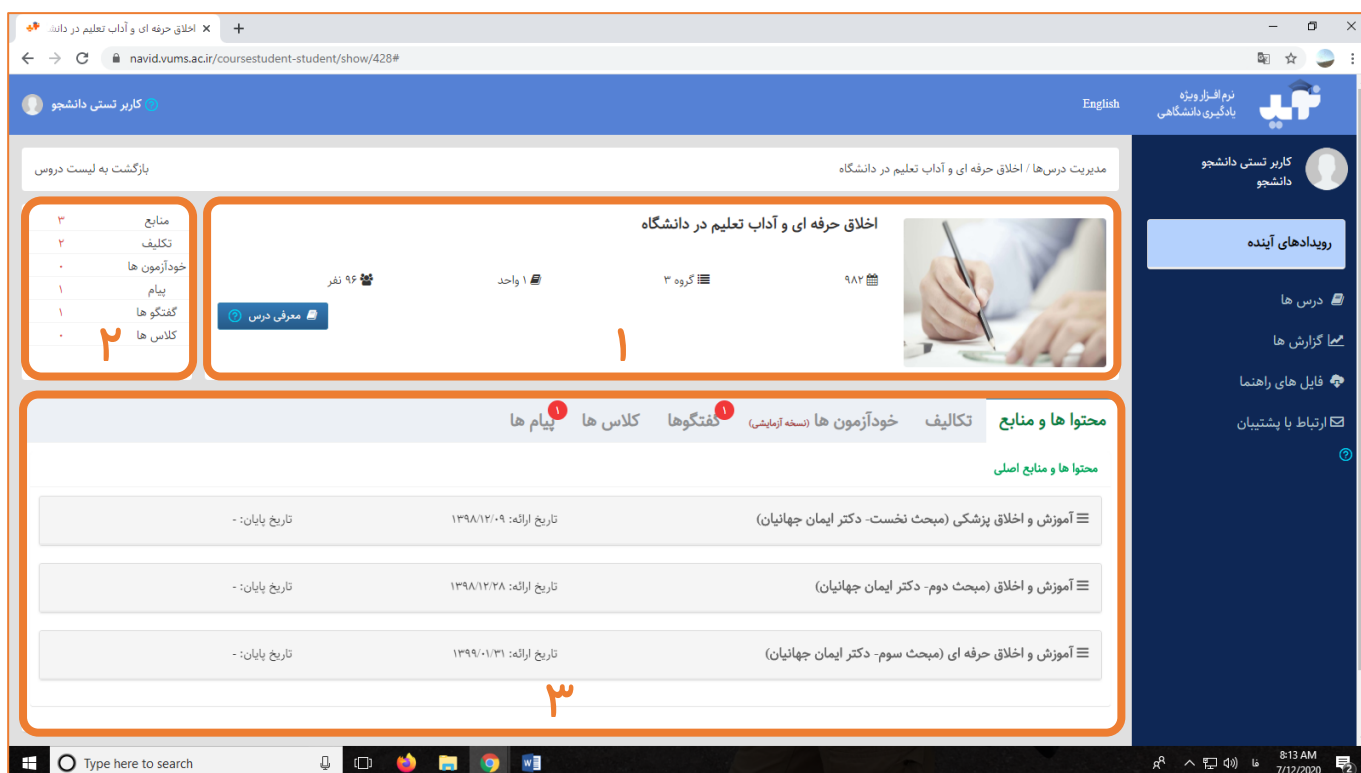 اخلاق حرفه ای و آداب تعلیم در دانشـ
navid.vums.ac.ir/coursestudent-student/show/428#
نوید
نرم افـزار ویژه
یادگیری دانشگاهی
English
کاربر تستی دانشجو
کاربر تستی دانشجو
دانشجو
رویدادهای آینده
درس ها
گزارش ها
فایل های راهنما
ارتباط با پشتیبان
مدیریت درس‌ها / اخلاق حرفه ای و آداب تعلیم در دانشگاه
بازگشت به لیست دروس
اخلاق حرفه ای و آداب تعلیم در دانشگاه
۹۸۲
گروه ۳
۱ واحد
۹۶ نفر
معرفی درس
۱
منابع ۳
تکلیف ۲
خودآزمون ها ۰
پیام ۱
گفتگو ها ۱
کلاس ها ۰
۲
محتوا ها و منابع
تکالیف
خودآزمون ها (نسخه آزمایشی)
گفتگوها ۱
کلاس ها
پیام ها ۱
محتوا ها و منابع اصلی
آموزش و اخلاق پزشکی (مبحث نخست- دکتر ایمان جهانیان) تاریخ ارائه: ۱۳۹۸/۱۲/۰۹ تاریخ پایان: -
آموزش و اخلاق (مبحث دوم- دکتر ایمان جهانیان) تاریخ ارائه: ۱۳۹۸/۱۲/۲۸ تاریخ پایان: -
آموزش و اخلاق حرفه ای (مبحث سوم- دکتر ایمان جهانیان) تاریخ ارائه: ۱۳۹۹/۰۱/۳۱ تاریخ پایان: -
۳
Type here to search
فا
8:13 AM
7/12/2020
2